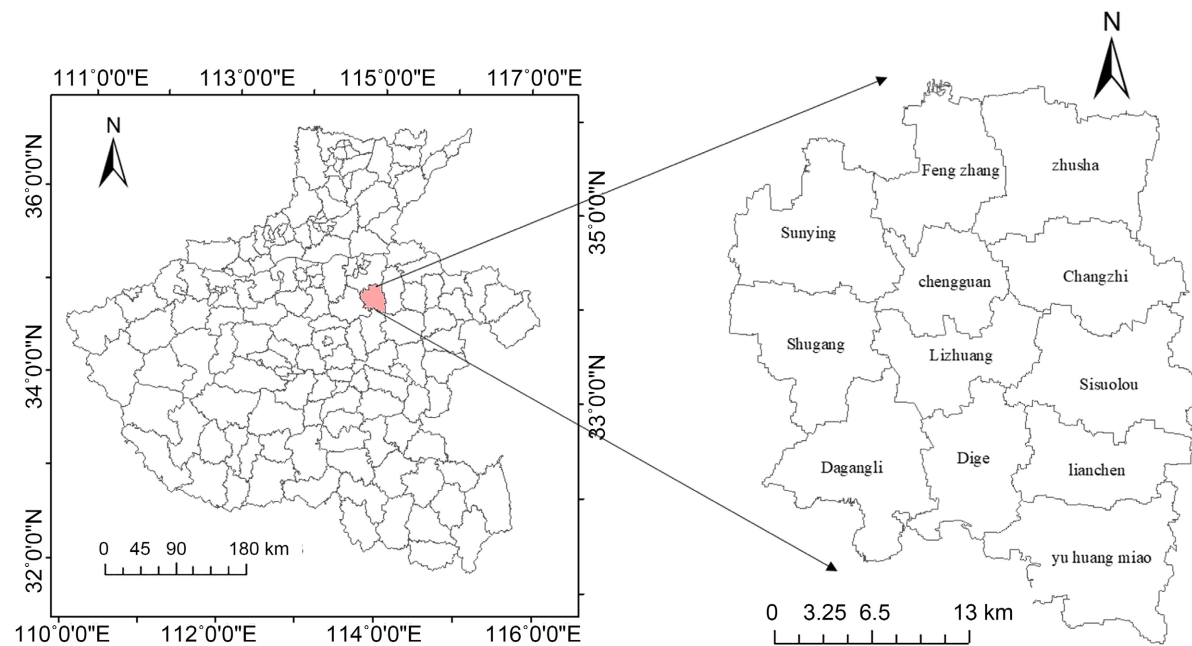 111°0'0"E
113°0'0"E
115°0'0"E
117°0'0"E
N
36°0'0"N
34°0'0"N
32°0'0"N
35°0'0"N
33°0'0"N
0 45 90 180 km
110°0'0"E
112°0'0"E
114°0'0"E
116°0'0"E
N
Feng zhang
zhusha
Sunying
chengguan
Changzhi
Shugang
Lizhuang
Sisuolou
Dagangli
Dige
lianchen
yu huang miao
0 3.25 6.5 13 km